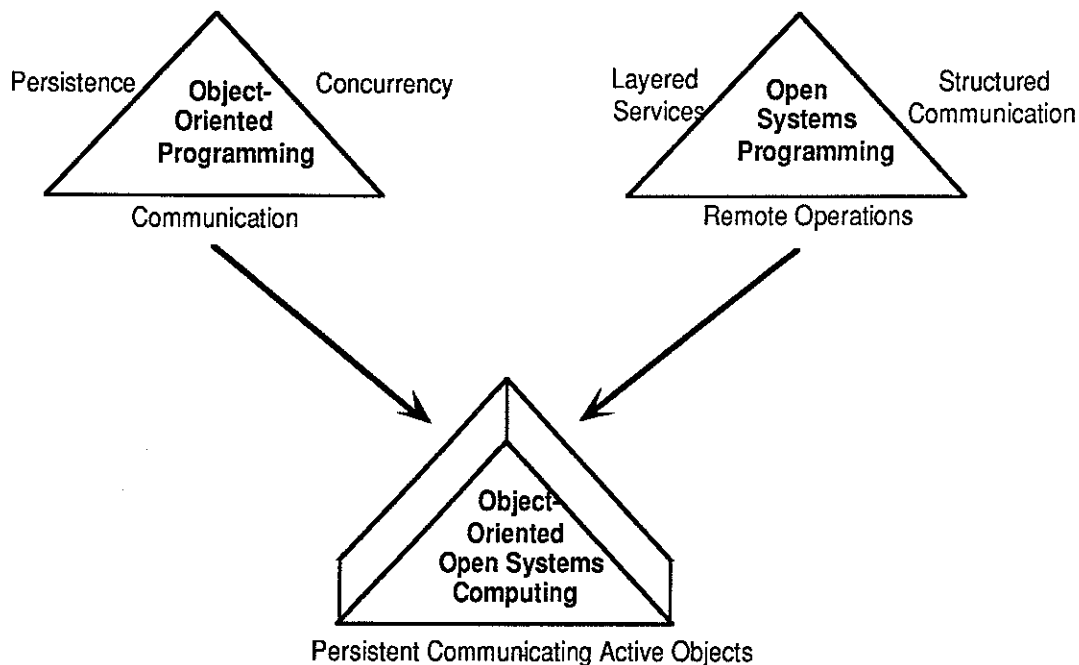 Persistence
Object-
Oriented
Programming
Concurrency
Communication
Layered
Services
Open
Systems
Programming
Structured
Communication
Remote Operations
Object-
Oriented
Open Systems
Computing
Persistent Communicating Active Objects